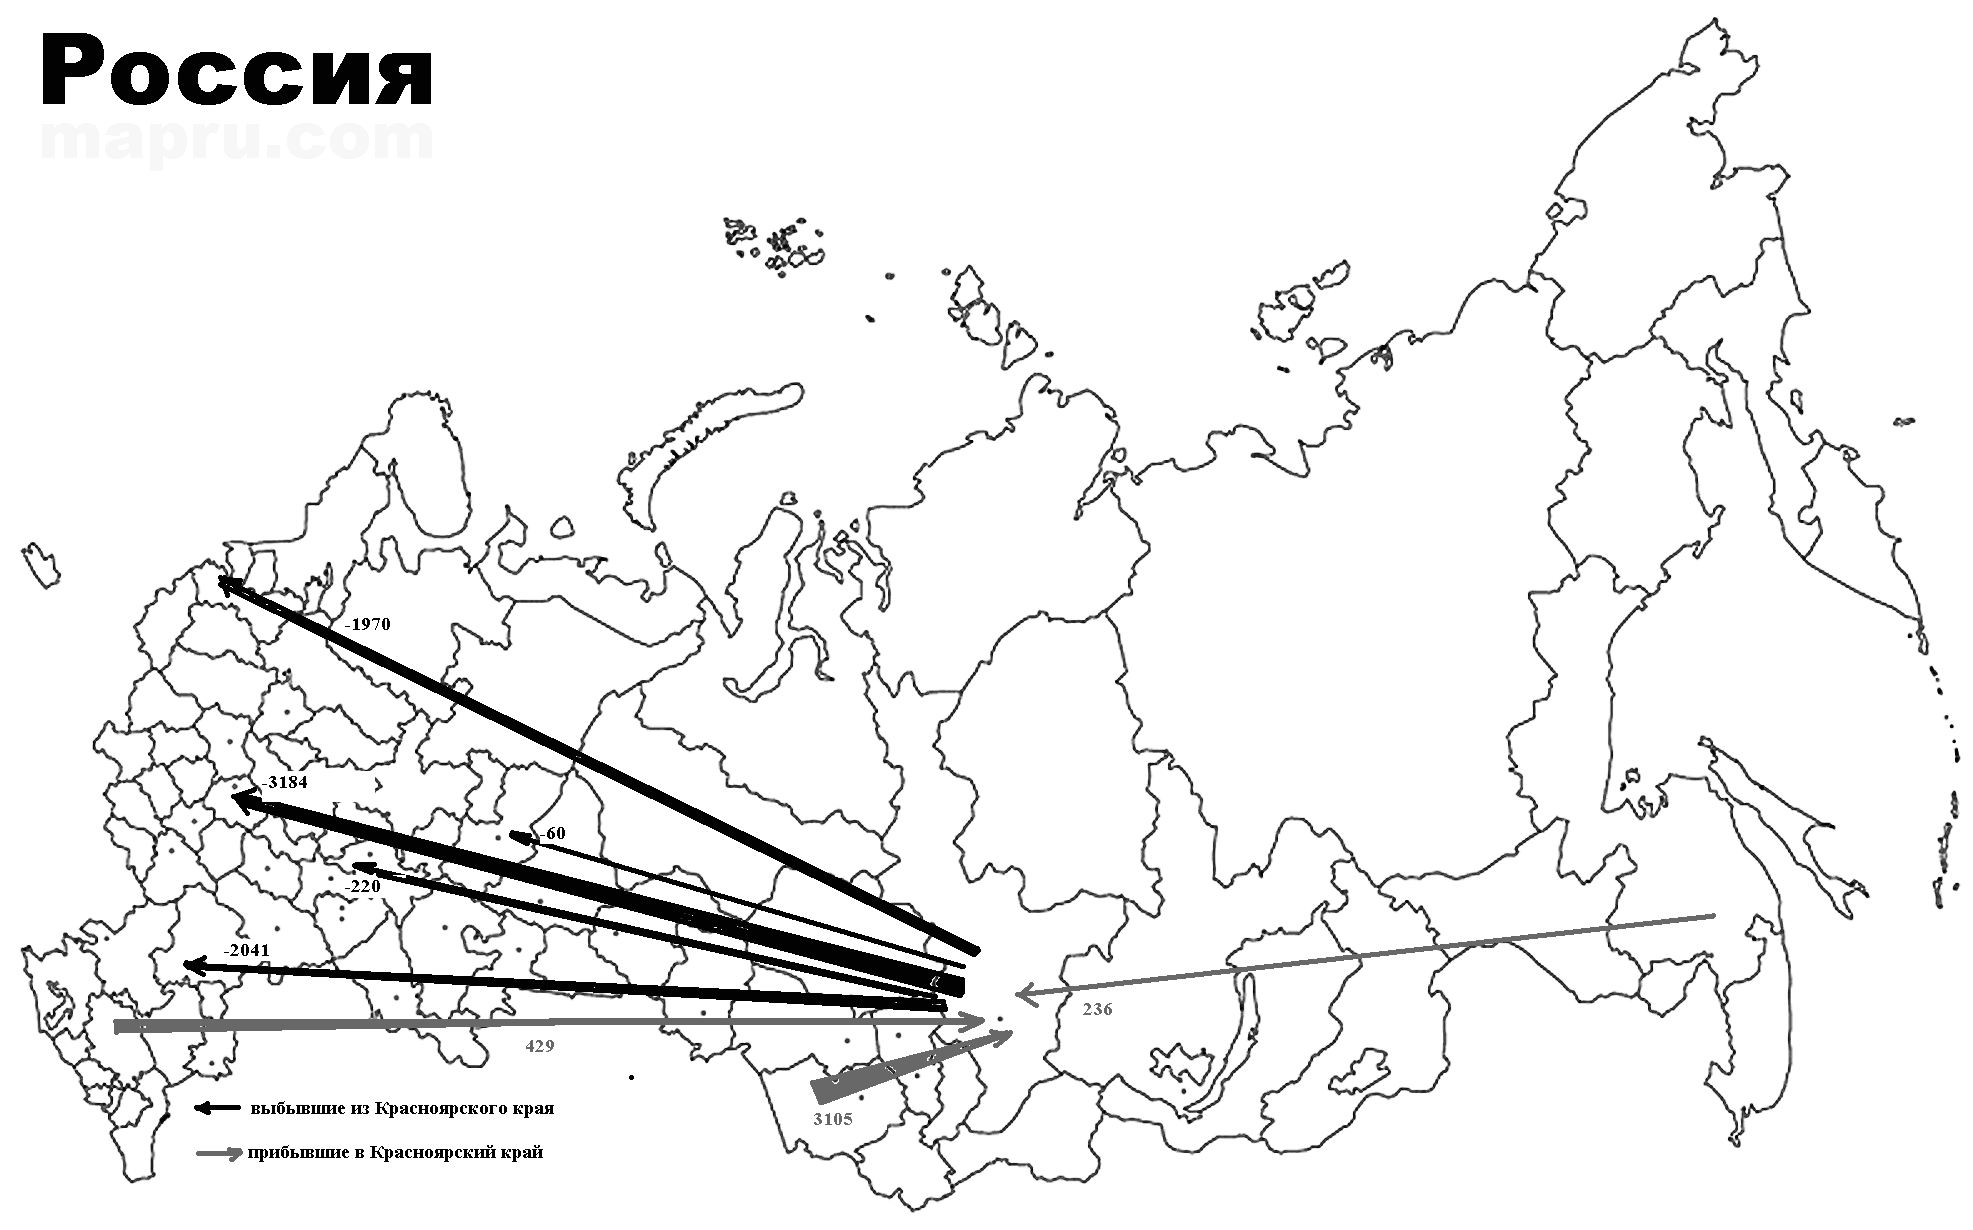 Россия
mapru.com
-1970
-3184
-60
-220
-2041
236
429
3105
выбывшие из Красноярского края
прибывшие в Красноярский край